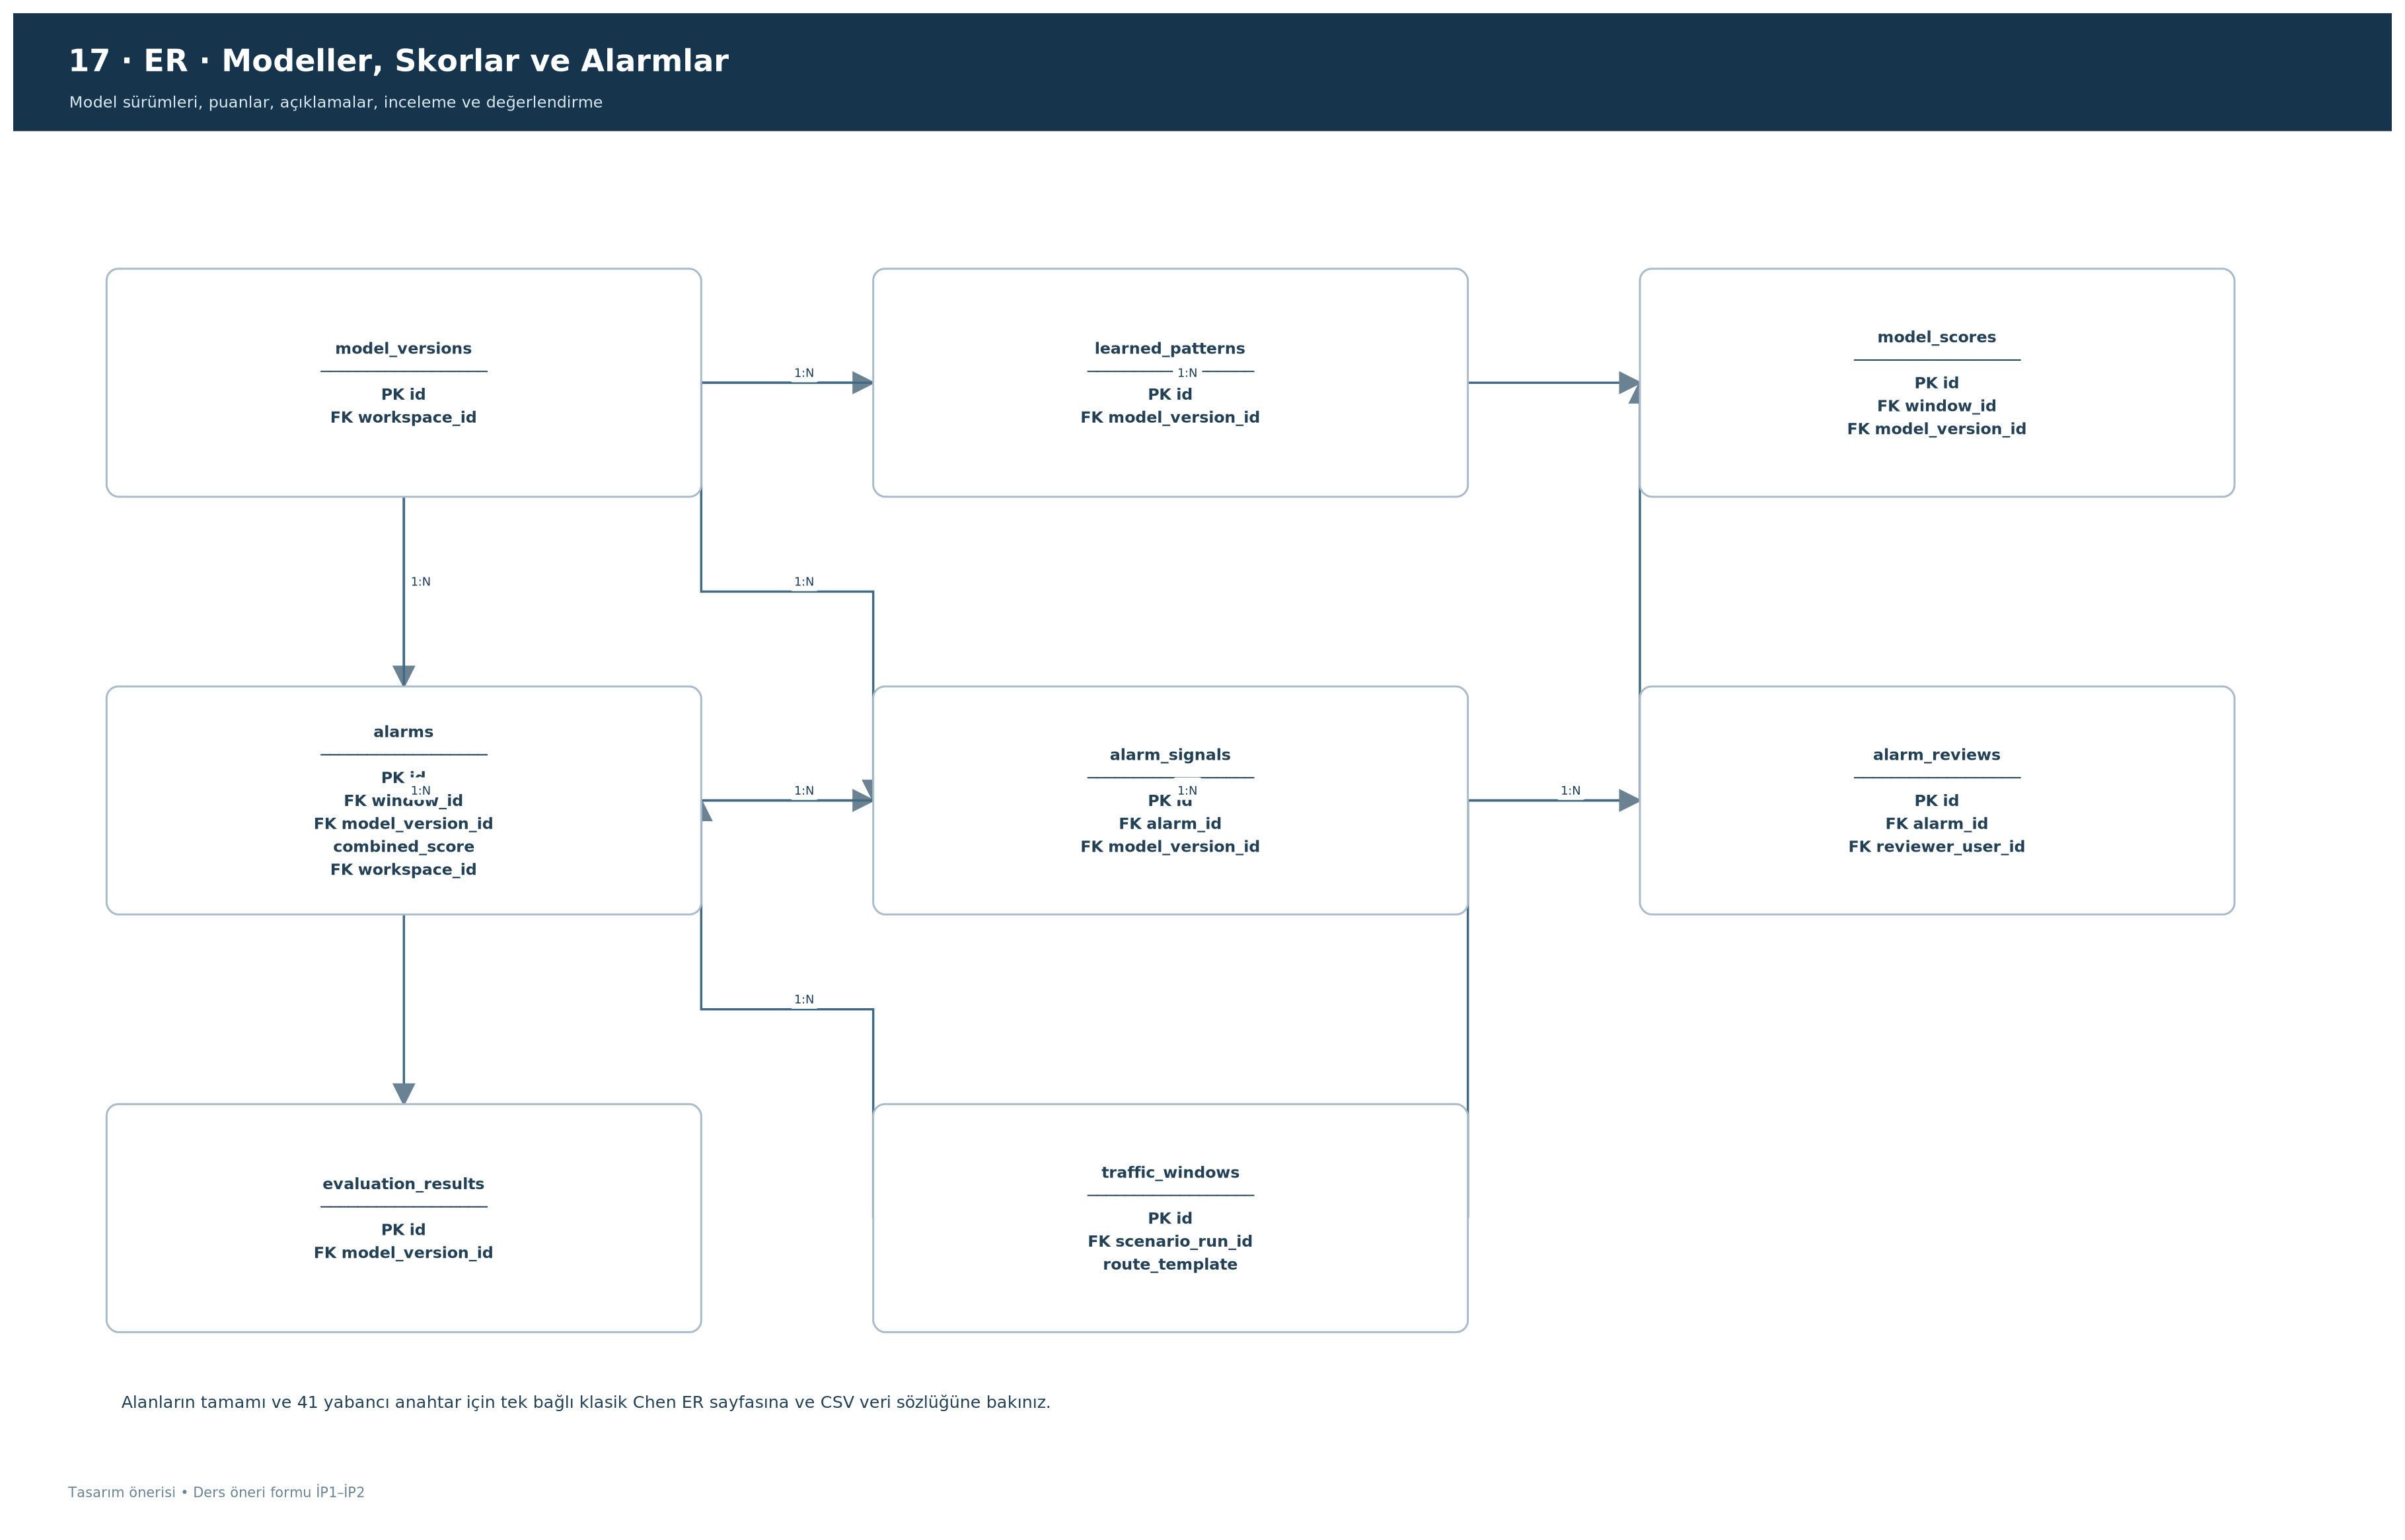 17 · ER · Modeller, Skorlar ve Alarmlar
Model sürümleri, puanlar, açıklamalar, inceleme ve değerlendirme
model_versions
PK id
FK workspace_id
1:N
learned_patterns
1:N
PK id
FK model_version_id
model_scores
PK id
FK window_id
FK model_version_id
1:N
1:N
alarms
PK id
1:N
FK window_id
FK model_version_id
combined_score
FK workspace_id
1:N
alarm_signals
1:N
PK id
FK alarm_id
FK model_version_id
1:N
alarm_reviews
PK id
FK alarm_id
FK reviewer_user_id
1:N
evaluation_results
PK id
FK model_version_id
traffic_windows
PK id
FK scenario_run_id
route_template
Alanların tamamı ve 41 yabancı anahtar için tek bağlı klasik Chen ER sayfasına ve CSV veri sözlüğüne bakınız.
Tasarım önerisi • Ders öneri formu İP1–İP2